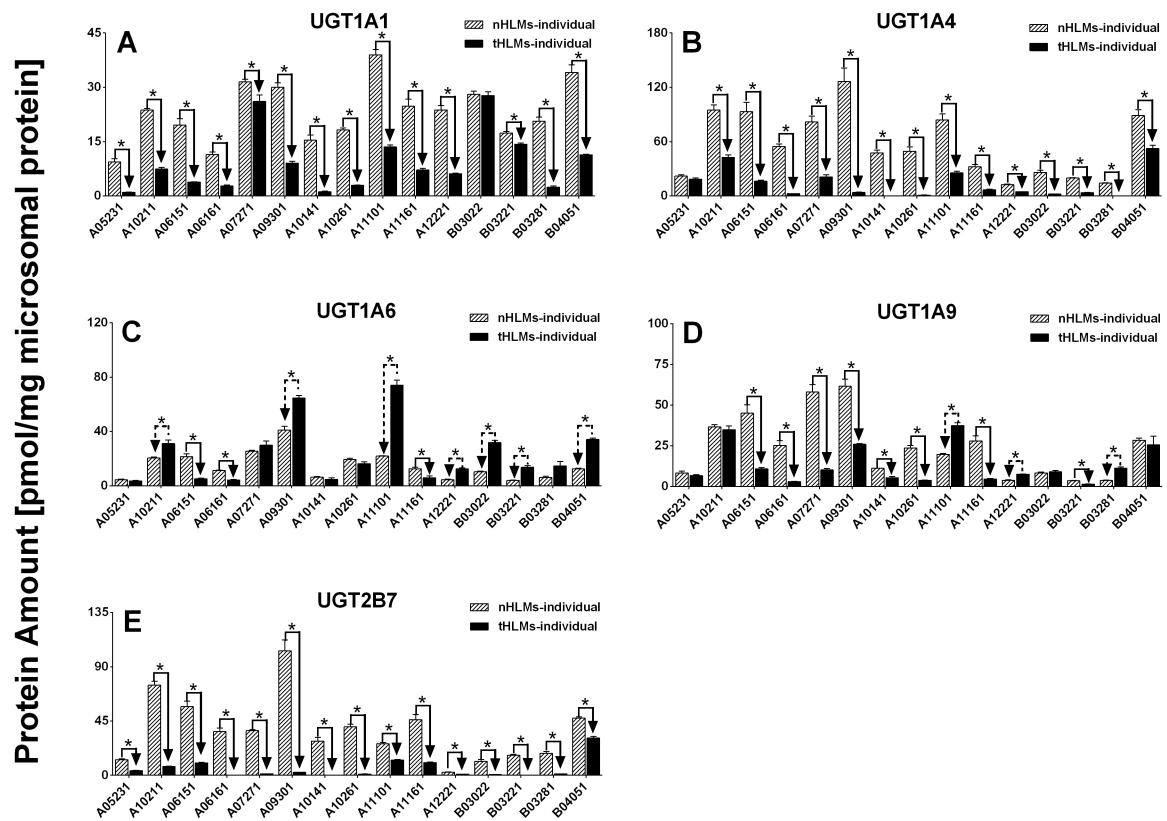 Protein Amount [pmol/mg microsomal protein]
A
UGT1A1
nHLMs-individual
tHLMs-individual
45
30
15
0
* * * * * * * * * * * * * *
A05231 A10211 A06151 A06161 A07271 A09301 A10141 A10261 A11101 A11161 A12221 B03022 B03221 B03281 B04051
B
UGT1A4
nHLMs-individual
tHLMs-individual
180
120
60
0
* * * * * * * * * * * * * *
A05231 A10211 A06151 A06161 A07271 A09301 A10141 A10261 A11101 A11161 A12221 B03022 B03221 B03281 B04051
C
UGT1A6
nHLMs-individual
tHLMs-individual
120
80
40
0
* * * * * * * * * *
A05231 A10211 A06151 A06161 A07271 A09301 A10141 A10261 A11101 A11161 A12221 B03022 B03221 B03281 B04051
D
UGT1A9
nHLMs-individual
tHLMs-individual
100
75
50
25
0
* * * * * * * * * * *
A05231 A10211 A06151 A06161 A07271 A09301 A10141 A10261 A11101 A11161 A12221 B03022 B03221 B03281 B04051
E
UGT2B7
nHLMs-individual
tHLMs-individual
135
90
45
0
* * * * * * * * * * * * * * *
A05231 A10211 A06151 A06161 A07271 A09301 A10141 A10261 A11101 A11161 A12221 B03022 B03221 B03281 B04051